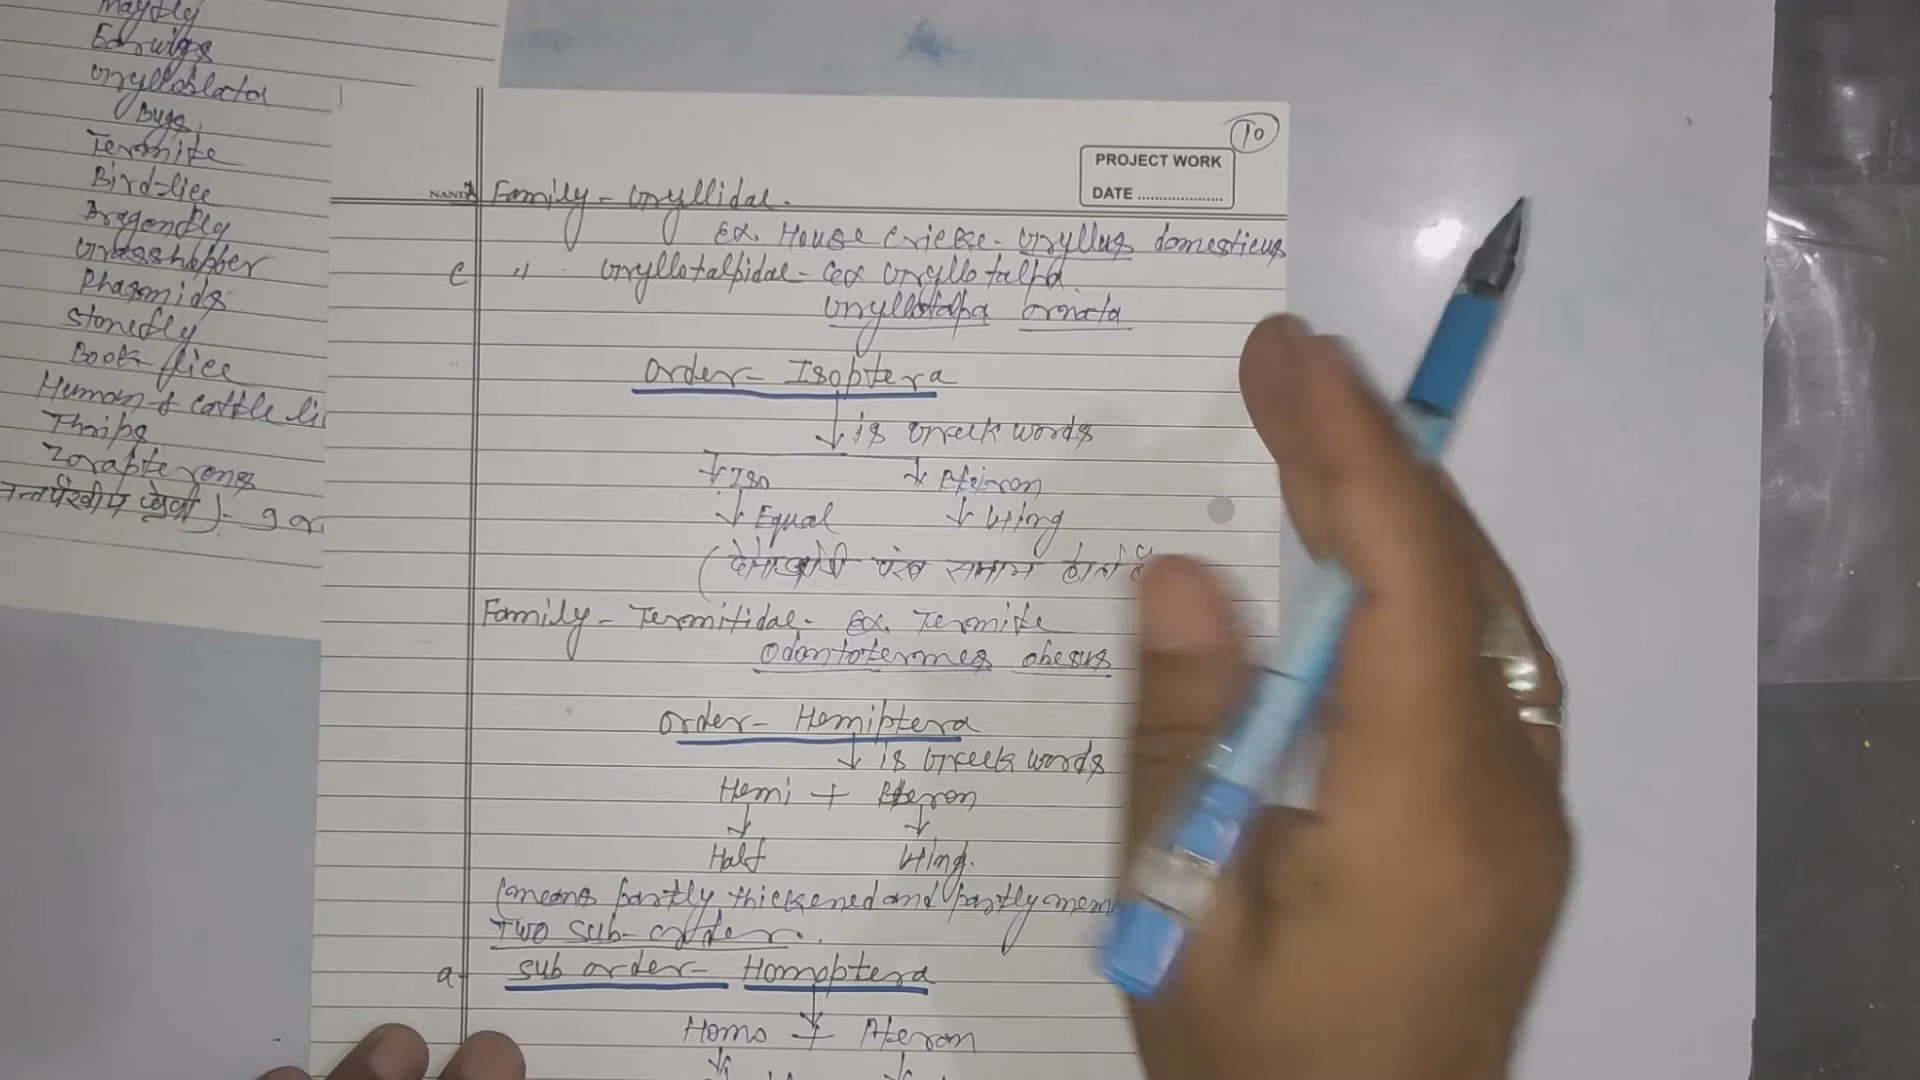 Mayfly
Earwigs
Grylloblata
Bugs
Termite
Bird-lice
Dragonfly
Grasshopper
Phasmids
Stonefly
Book-lice
Human & cattle li
Thrips
Zorapterons
10
PROJECT WORK
DATE ....................
Family - Gryllidae.
Ex. House cricke- Gryllus domesticus
c " Gryllotalpidae - Gryllotalpa
Gryllotalpa ornata
Order- Isoptera
is Greek words
Iso Pteron
Equal Wing
पंख समान
Family - Termitidae - Ex. Termite
Odontotermes obesus
Order- Hemiptera
is Greek words
Hemi + Pteron
Half Wing.
(means partly thickened and partly mem
Two sub-order.
a- sub order- Homoptera
Homo + Pteron